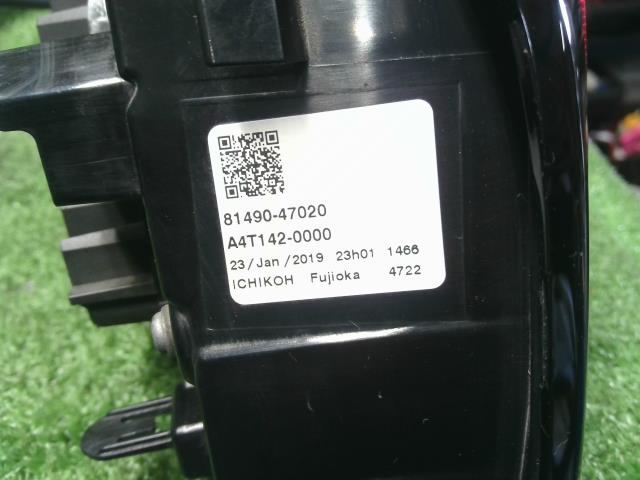 81490-47020
A4T142-0000
23/Jan/2019 23h01 1466
ICHIKOH Fujioka 4722